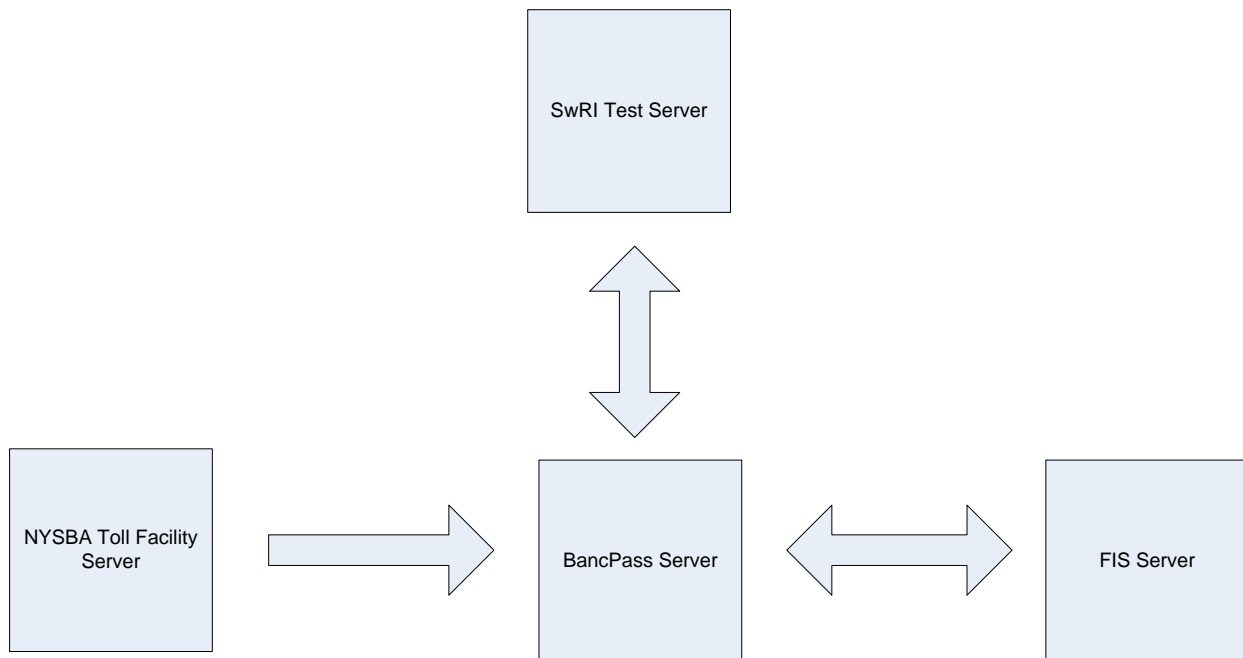 SwRI Test Server
NYSBA Toll Facility
Server
BancPass Server
FIS Server